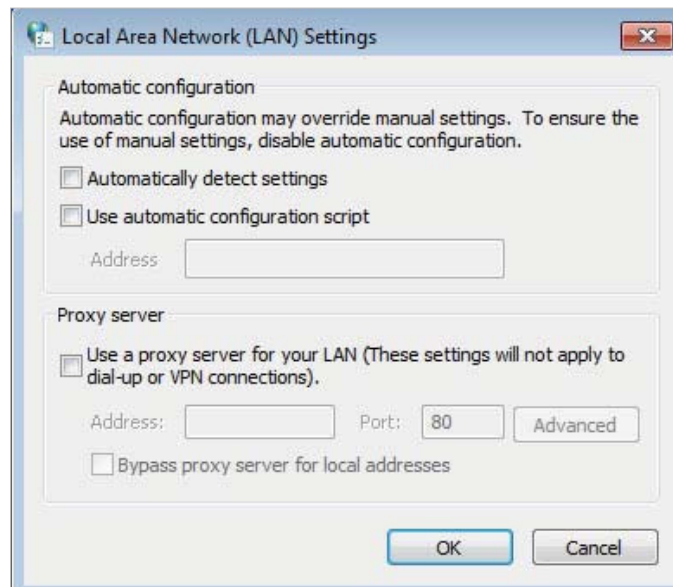 Local Area Network (LAN) Settings
Automatic configuration
Automatic configuration may override manual settings. To ensure the
use of manual settings, disable automatic configuration.
Automatically detect settings
Use automatic configuration script
Address
Proxy server
Use a proxy server for your LAN (These settings will not apply to
dial-up or VPN connections).
Address: Port: 80 Advanced
Bypass proxy server for local addresses
OK Cancel